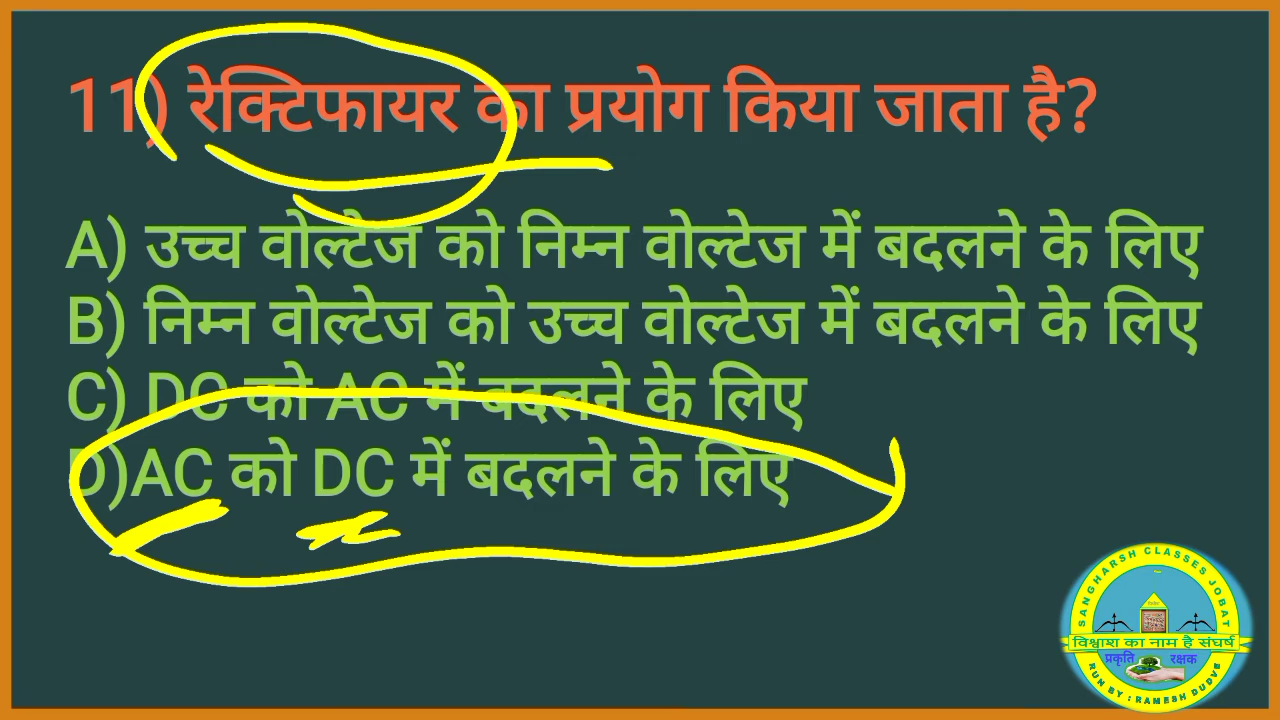 11) रेक्टिफायर का प्रयोग किया जाता है?
A) उच्च वोल्टेज को निम्न वोल्टेज में बदलने के लिए
B) निम्न वोल्टेज को उच्च वोल्टेज में बदलने के लिए
C) DC को AC में बदलने के लिए
D)AC को DC में बदलने के लिए
SANGHARSH CLASSES JOBAT
विश्वाश का नाम है संघर्ष
प्रकृति रक्षक
RUN BY : RAMESH DUDVE